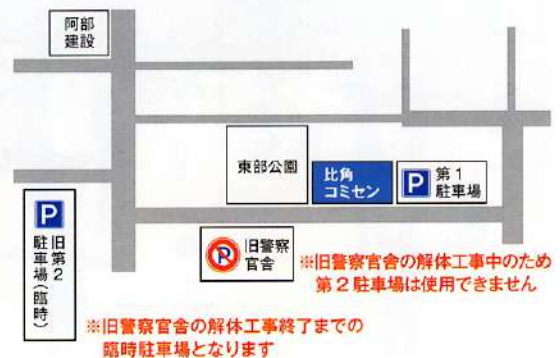 阿部
建設
東部公園
比角
コミセン
P
第1
駐車場
P
旧第2
駐車場(臨時)
P
旧警察
官舎
※旧警察官舎の解体工事中のため
第2駐車場は使用できません
※旧警察官舎の解体工事終了までの
臨時駐車場となります